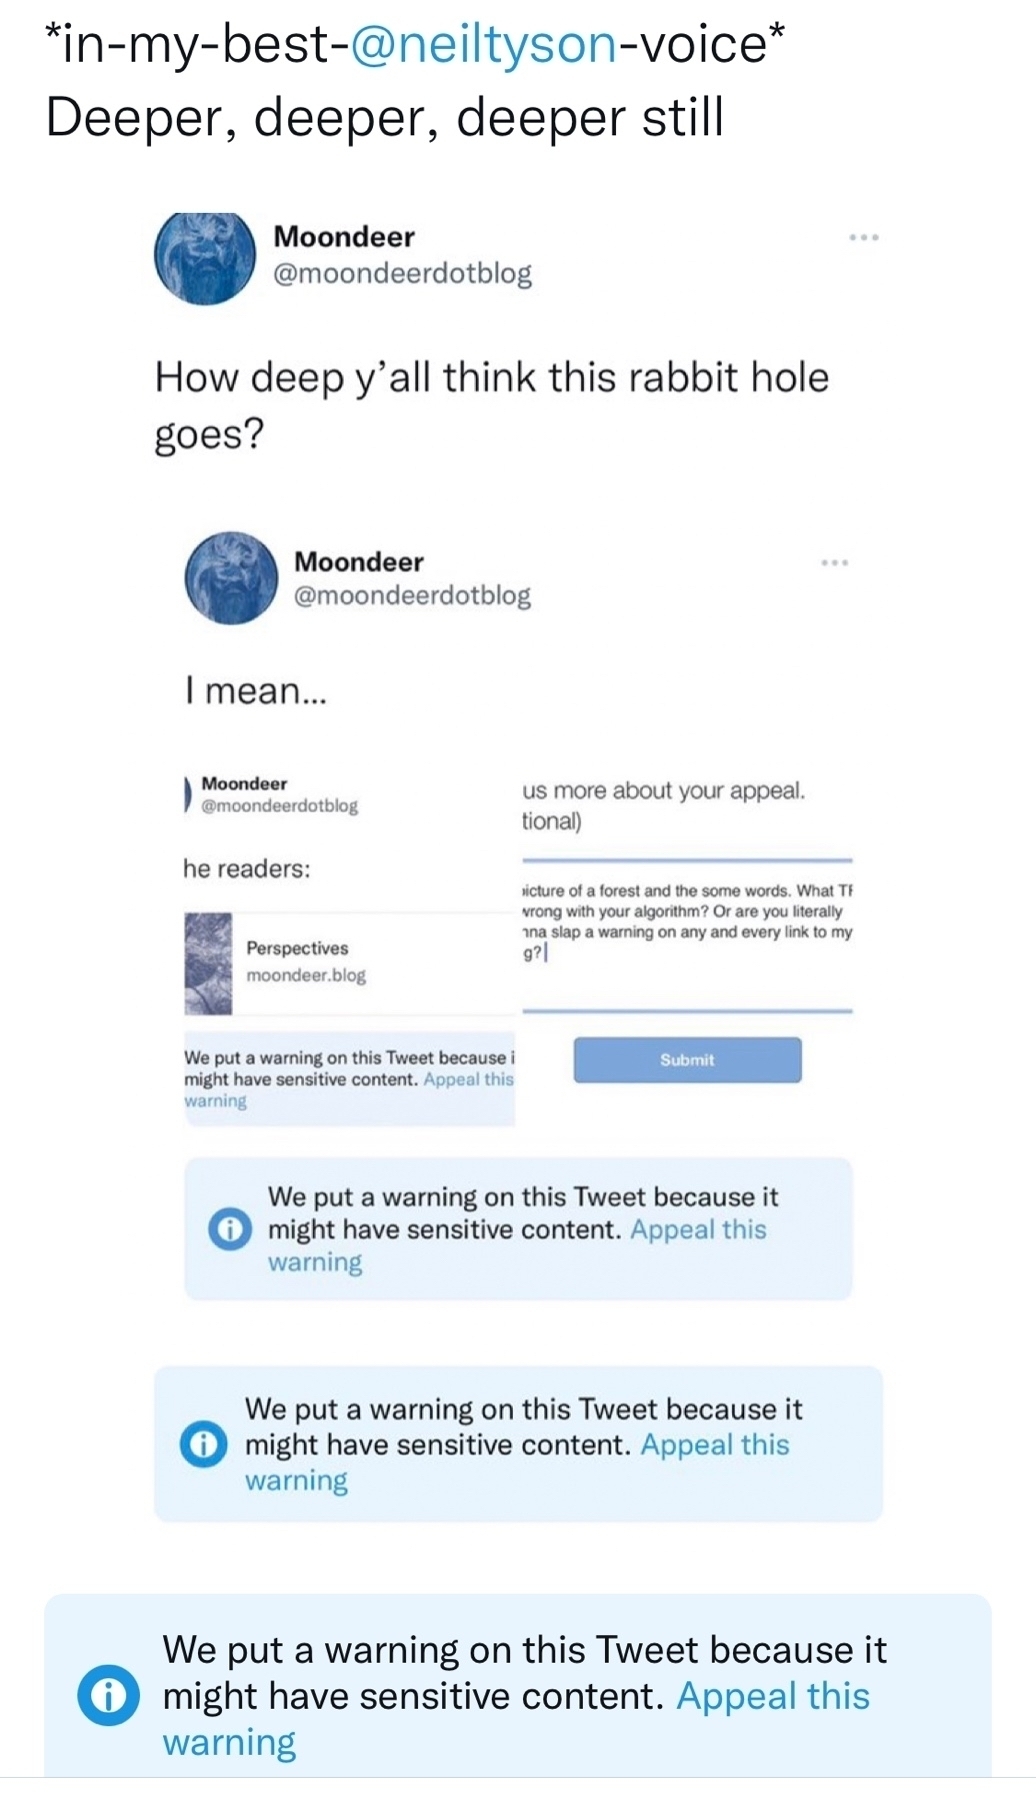 *in-my-best-@neiltyson-voice*
Deeper, deeper, deeper still
Moondeer
@moondeerdotblog
How deep y’all think this rabbit hole
goes?
Moondeer
@moondeerdotblog
I mean...
Moondeer
@moondeerdotblog
he readers:
Perspectives
moondeer.blog
We put a warning on this Tweet because i
might have sensitive content. Appeal this
warning
us more about your appeal.
tional)
icture of a forest and the some words. What TF
wrong with your algorithm? Or are you literally
nna slap a warning on any and every link to my
g?
Submit
We put a warning on this Tweet because it
might have sensitive content. Appeal this
warning
We put a warning on this Tweet because it
might have sensitive content. Appeal this
warning
We put a warning on this Tweet because it
might have sensitive content. Appeal this
warning